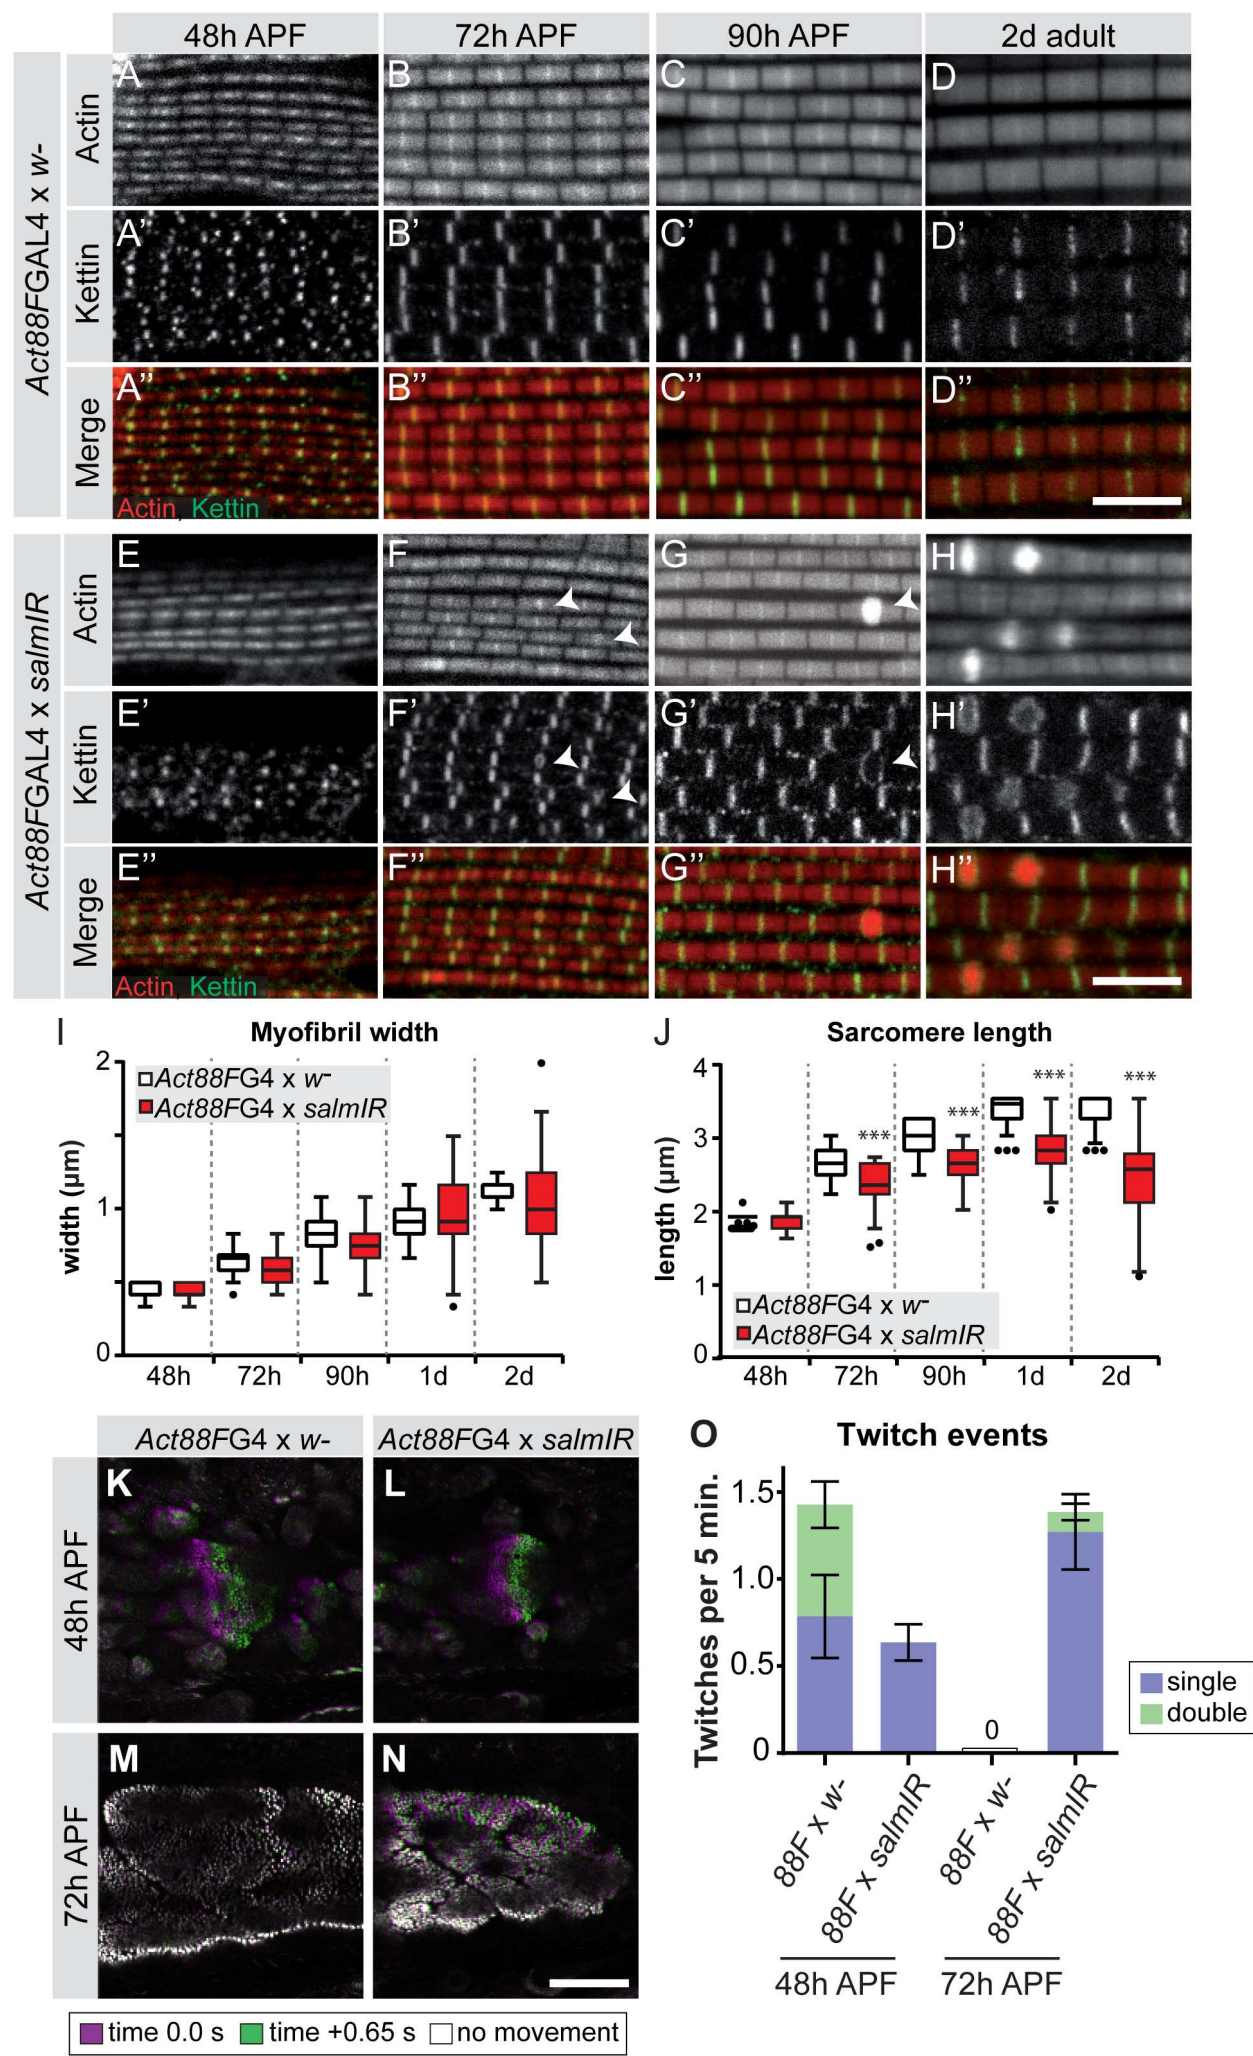 48h APF
72h APF
90h APF
2d adult
Act88FGAL4 x w-
Actin
A
B
C
D
Kettin
A’
B’
C’
D’
Merge
A’’
B’’
C’’
D’’
Actin, Kettin
Act88FGAL4 x salmIR
Actin
E
F
G
H
Kettin
E’
F’
G’
H’
Merge
E’’
F’’
G’’
H’’
Actin, Kettin
I
Myofibril width
width (µm)
2
1
0
Act88FG4 x w-
Act88FG4 x salmIR
48h
72h
90h
1d
2d
J
Sarcomere length
length (µm)
4
3
2
1
0
***
***
***
***
Act88FG4 x w-
Act88FG4 x salmIR
48h
72h
90h
1d
2d
Act88FG4 x w-
Act88FG4 x salmIR
48h APF
K
L
72h APF
M
N
time 0.0 s
time +0.65 s
no movement
O
Twitch events
Twitches per 5 min.
1.5
1.0
0.5
0
0
single
double
88F x w-
88F x salmIR
88F x w-
88F x salmIR
48h APF
72h APF